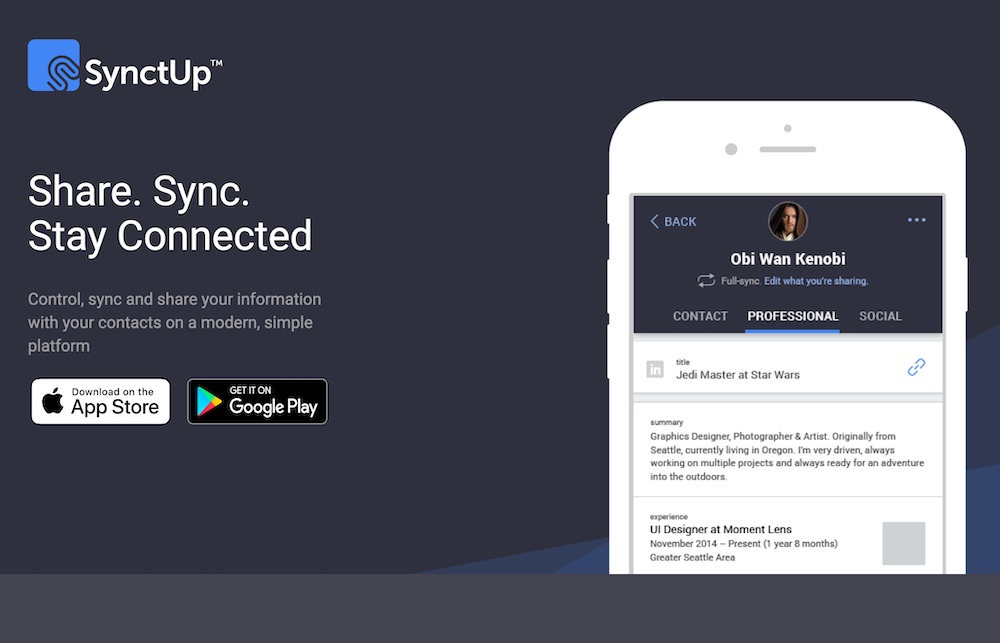 SynctUp™
Share. Sync.
Stay Connected
Control, sync and share your information
with your contacts on a modern, simple
platform
Download on the
App Store
GET IT ON
Google Play
BACK
Obi Wan Kenobi
Full-sync. Edit what you're sharing.
CONTACT PROFESSIONAL SOCIAL
in
title
Jedi Master at Star Wars
summary
Graphics Designer, Photographer & Artist. Originally from
Seattle, currently living in Oregon. I'm very driven, always
working on multiple projects and always ready for an adventure
into the outdoors.
experience
UI Designer at Moment Lens
November 2014 – Present (1 year 8 months)
Greater Seattle Area